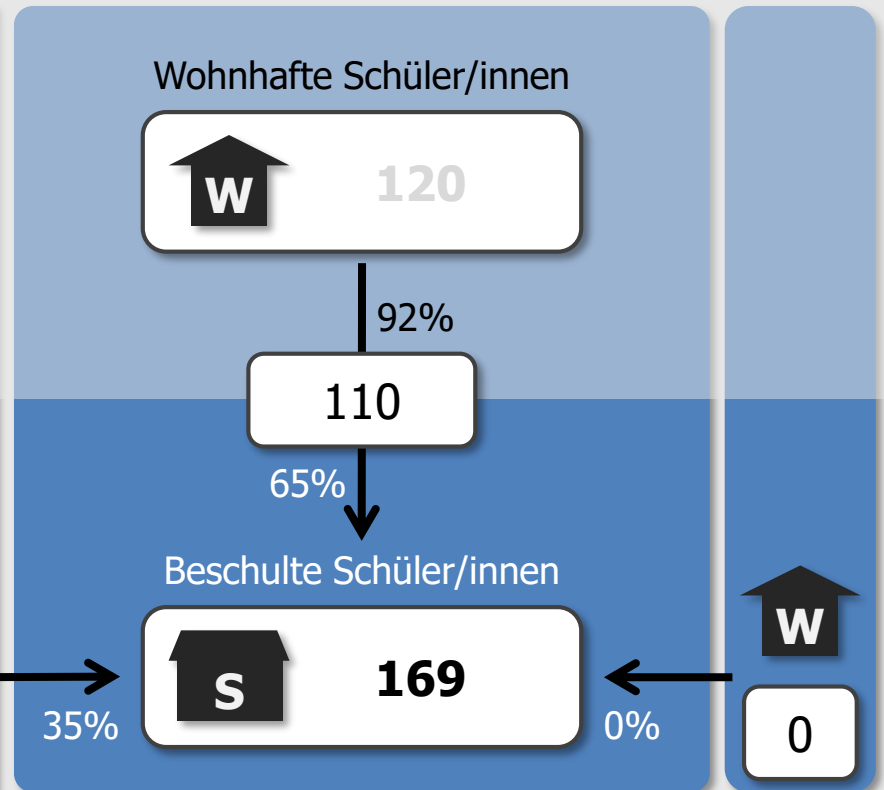 Wohnhafte Schüler/innen
W
120
92%
110
65%
Beschulte Schüler/innen
S
169
35%
0%
W
0